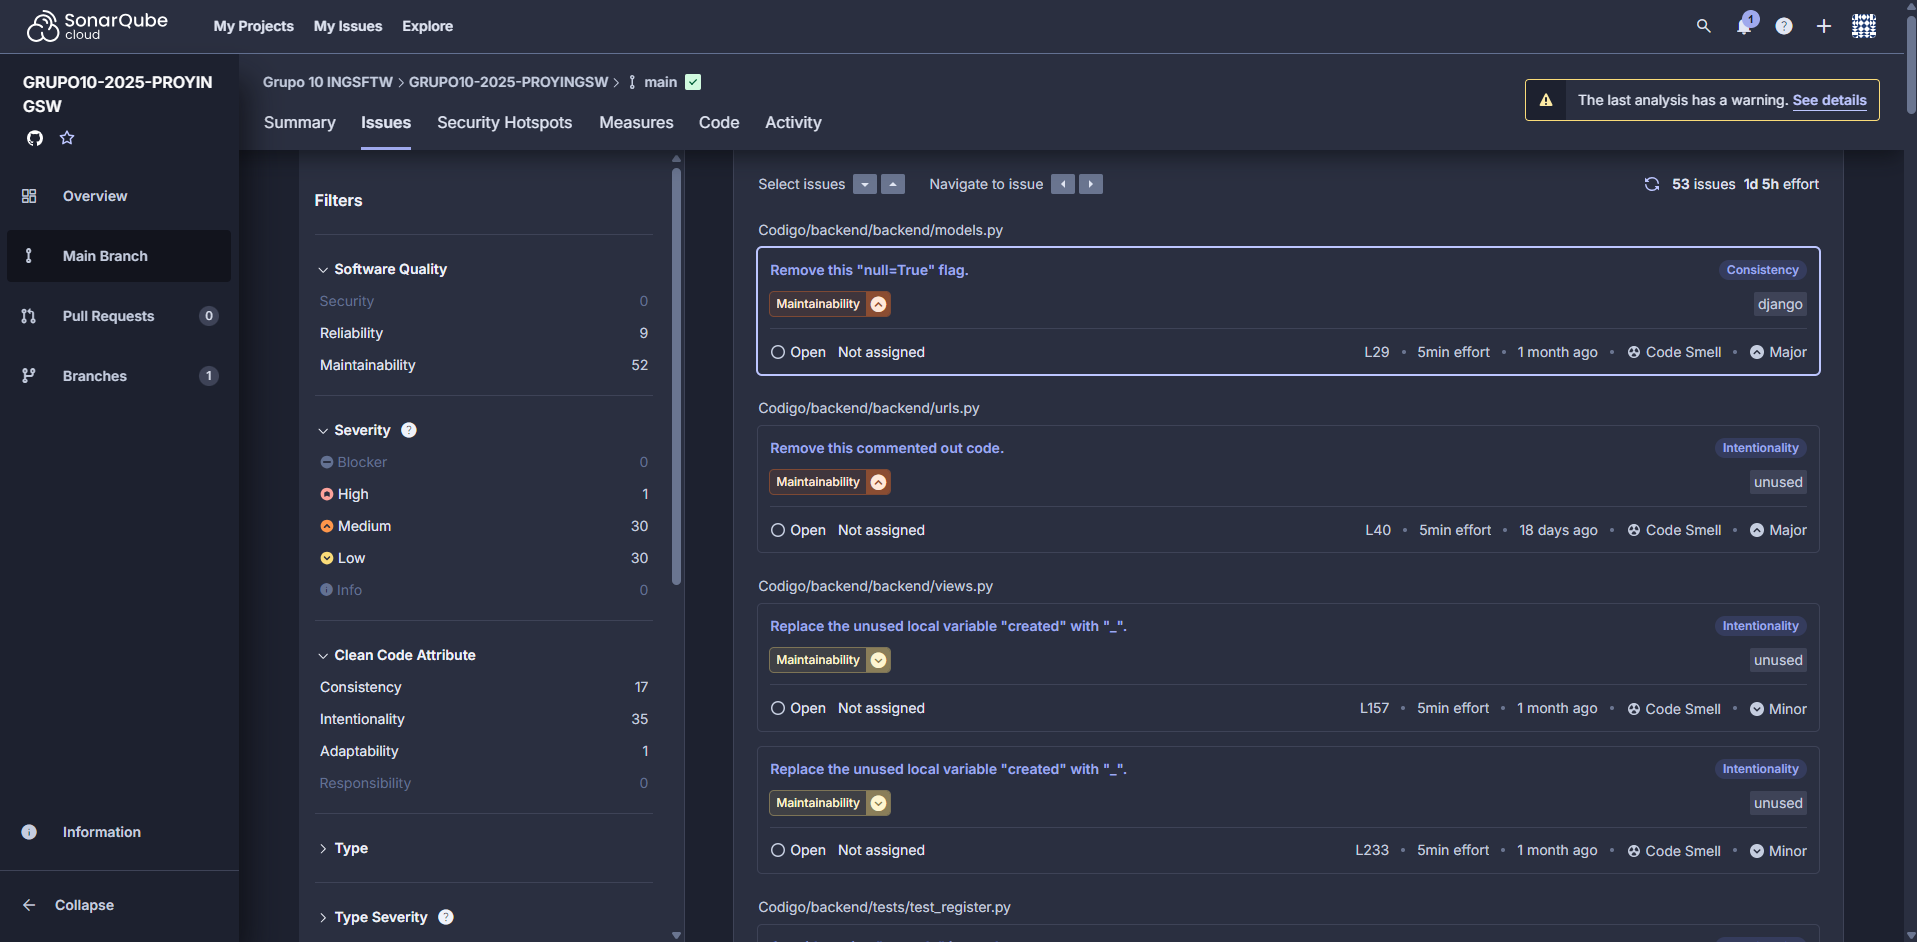 SonarQube cloud
My Projects My Issues Explore
1
?
GRUPO10-2025-PROYIN
GSW
Overview
Main Branch
Pull Requests 0
Branches 1
Information
Collapse
Grupo 10 INGSFTW > GRUPO10-2025-PROYINGSW > main
Summary Issues Security Hotspots Measures Code Activity
The last analysis has a warning. See details
Filters
Software Quality
Security 0
Reliability 9
Maintainability 52
Severity ?
Blocker 0
High 1
Medium 30
Low 30
Info 0
Clean Code Attribute
Consistency 17
Intentionality 35
Adaptability 1
Responsibility 0
Type
Type Severity ?
Select issues Navigate to issue 53 issues 1d 5h effort
Codigo/backend/backend/models.py
Remove this "null=True" flag. Consistency
Maintainability django
Open Not assigned L29 • 5min effort • 1 month ago • Code Smell • Major
Codigo/backend/backend/urls.py
Remove this commented out code. Intentionality
Maintainability unused
Open Not assigned L40 • 5min effort • 18 days ago • Code Smell • Major
Codigo/backend/backend/views.py
Replace the unused local variable "created" with "_". Intentionality
Maintainability unused
Open Not assigned L157 • 5min effort • 1 month ago • Code Smell • Minor
Replace the unused local variable "created" with "_". Intentionality
Maintainability unused
Open Not assigned L233 • 5min effort • 1 month ago • Code Smell • Minor
Codigo/backend/tests/test_register.py